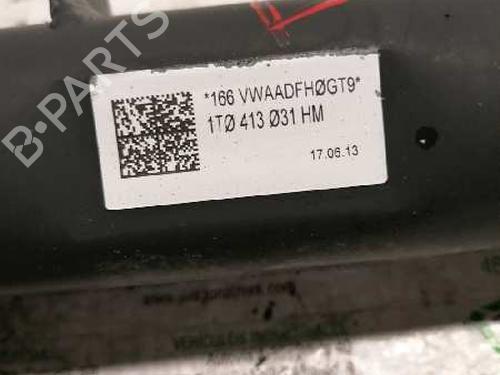 B-PARTS
*166 VWAADFHØGT9*
1TØ 413 Ø31 HM
17.06.13